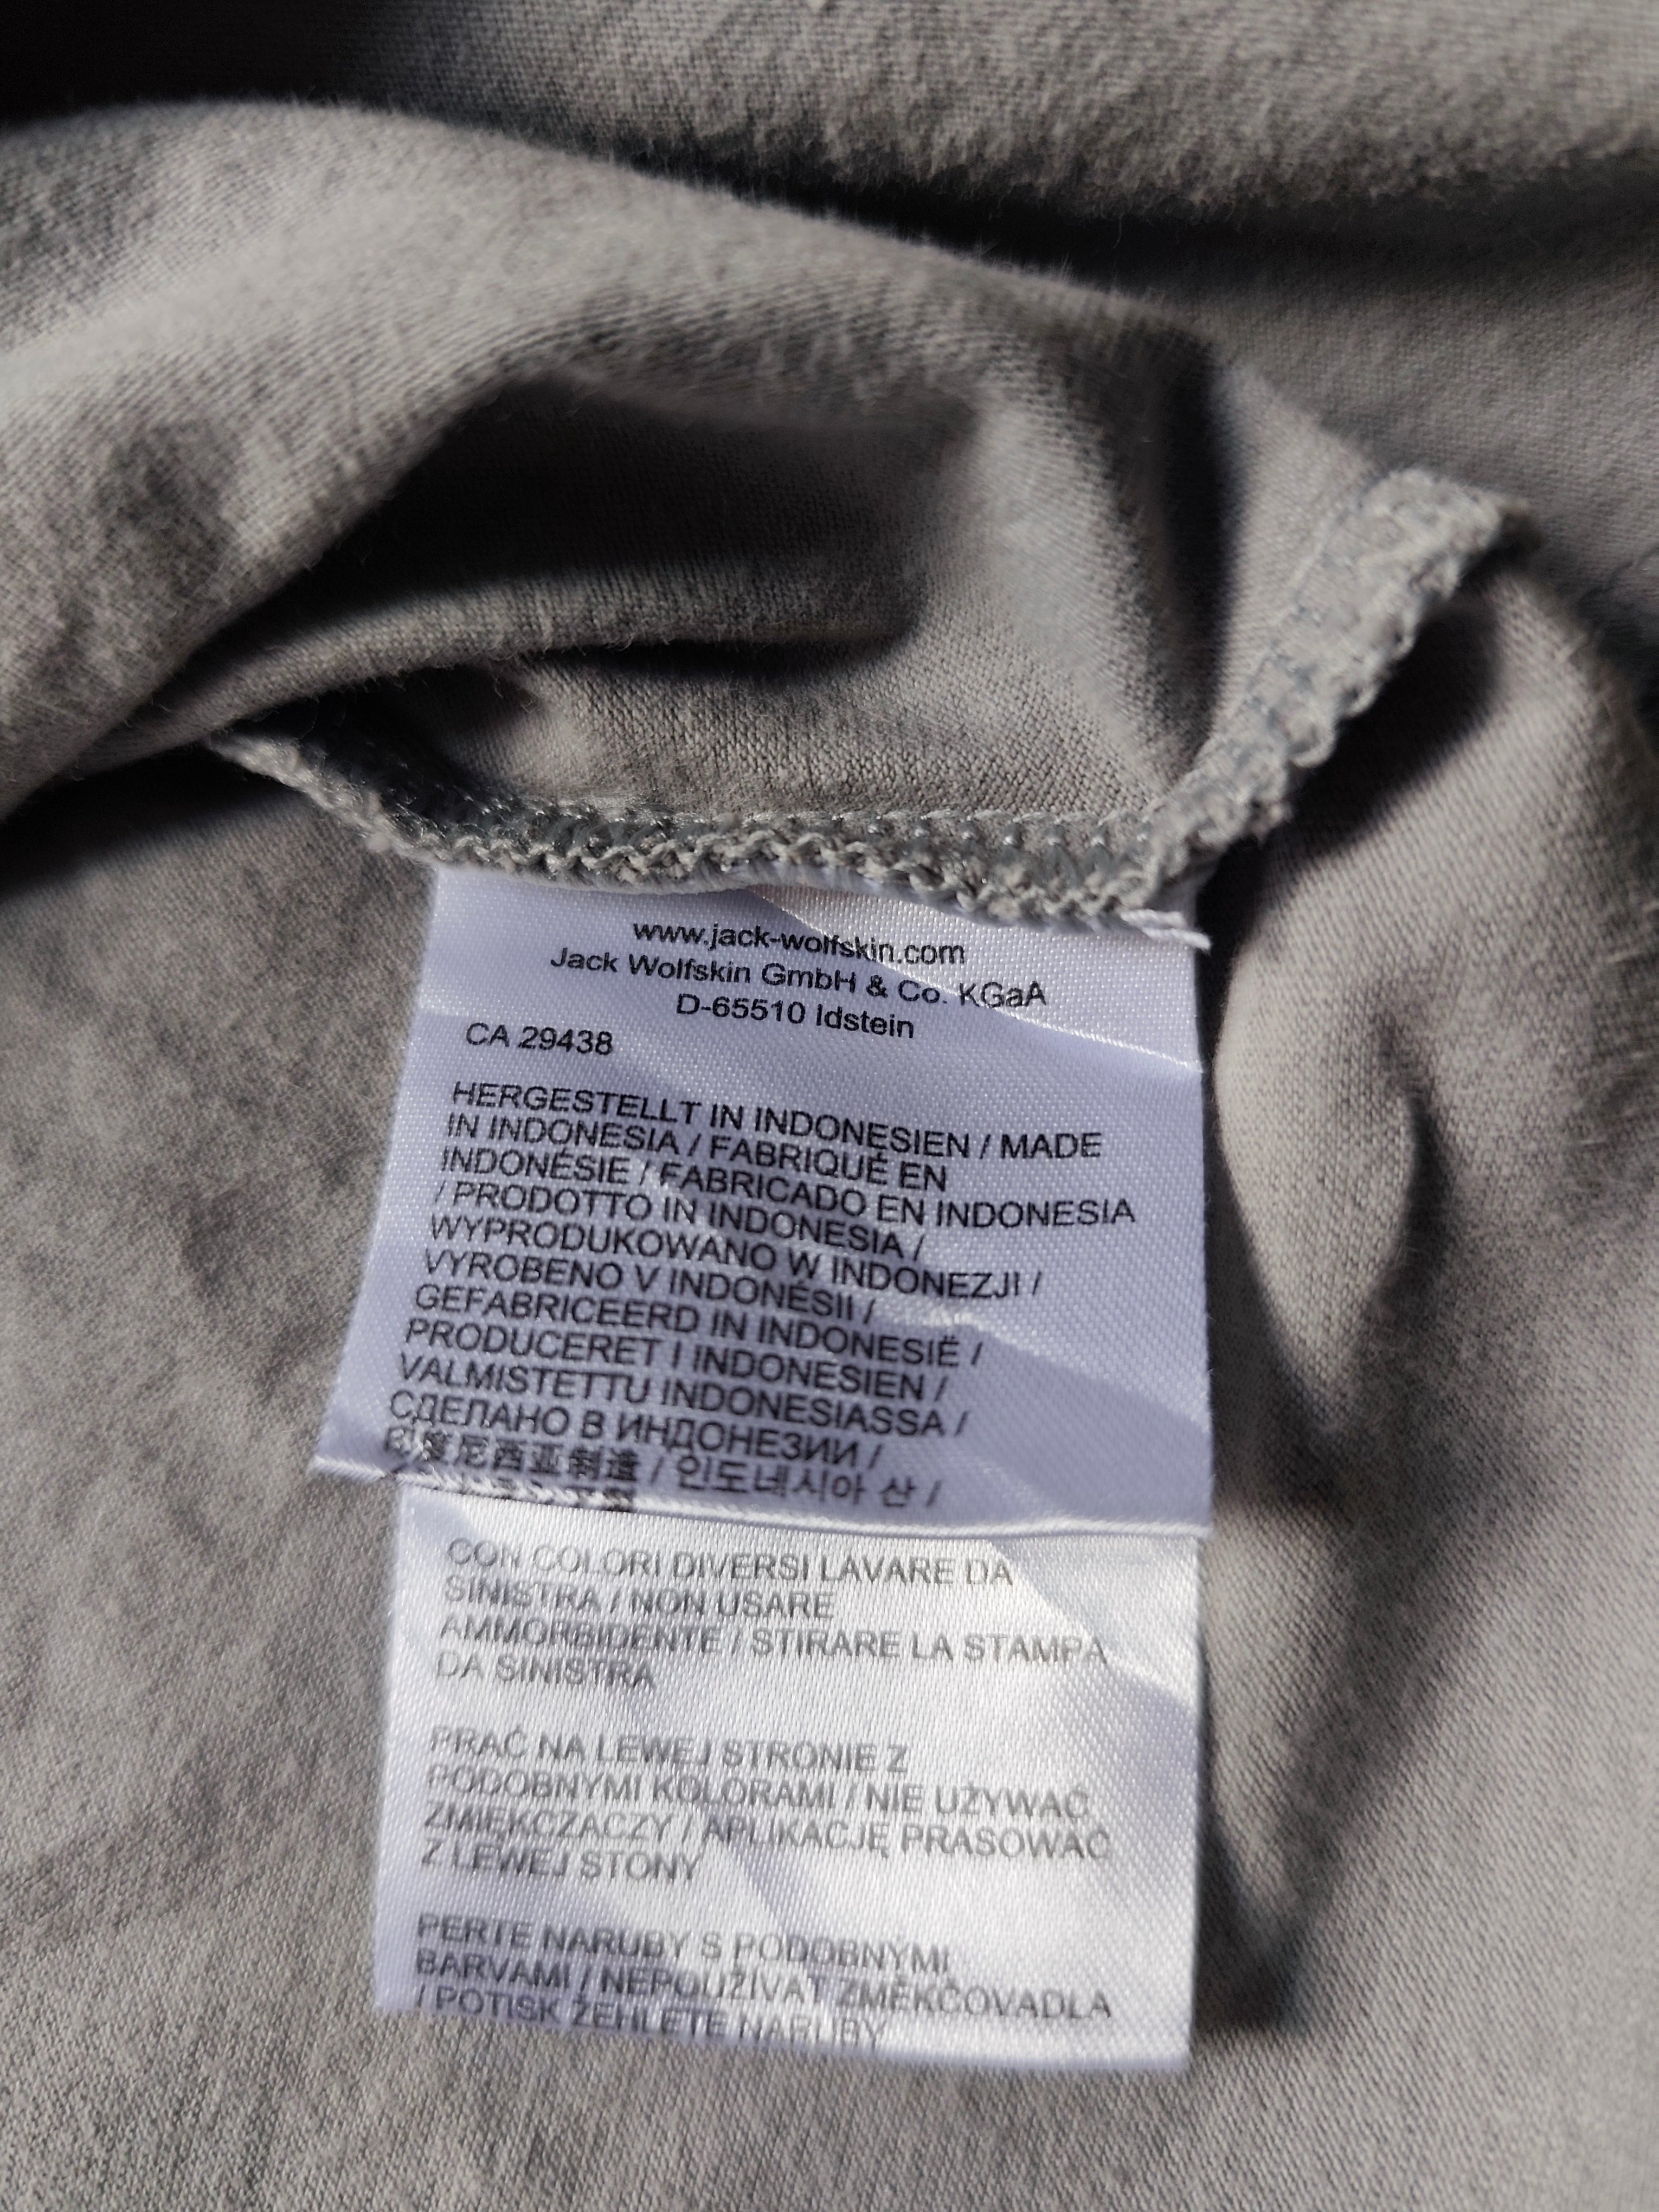 www.jack-wolfskin.com
Jack Wolfskin GmbH & Co. KGaA
D-65510 Idstein
CA 29438
HERGESTELLT IN INDONESIEN / MADE
IN INDONESIA / FABRIQUÉ EN
INDONÉSIE / FABRICADO EN INDONESIA
/ PRODOTTO IN INDONESIA /
WYPRODUKOWANO W INDONEZJI /
VYROBENO V INDONÉSII /
GEFABRICEERD IN INDONESIË /
PRODUCERET I INDONESIEN /
VALMISTETTU INDONESIASSA /
СДЕЛАНО В ИНДОНЕЗИИ /
印度尼西亚制造 / 인도네시아 산 /
CON COLORI DIVERSI LAVARE DA
SINISTRA / NON USARE
AMMORBIDENTE / STIRARE LA STAMPA
DA SINISTRA
PRAĆ NA LEWEJ STRONIE Z
PODOBNYMI KOLORAMI / NIE UŻYWAĆ
ZMIĘKCZACZY / APLIKACJĘ PRASOWAĆ
Z LEWEJ STONY
PERTE NARUBY S PODOBNÝMI
BARVAMI / NEPOUŽÍVAT ZMĚKČOVADLA
/ POTISK ŽEHLETE NARUBY